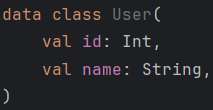 data class User(
    val id: Int,
    val name: String,
)